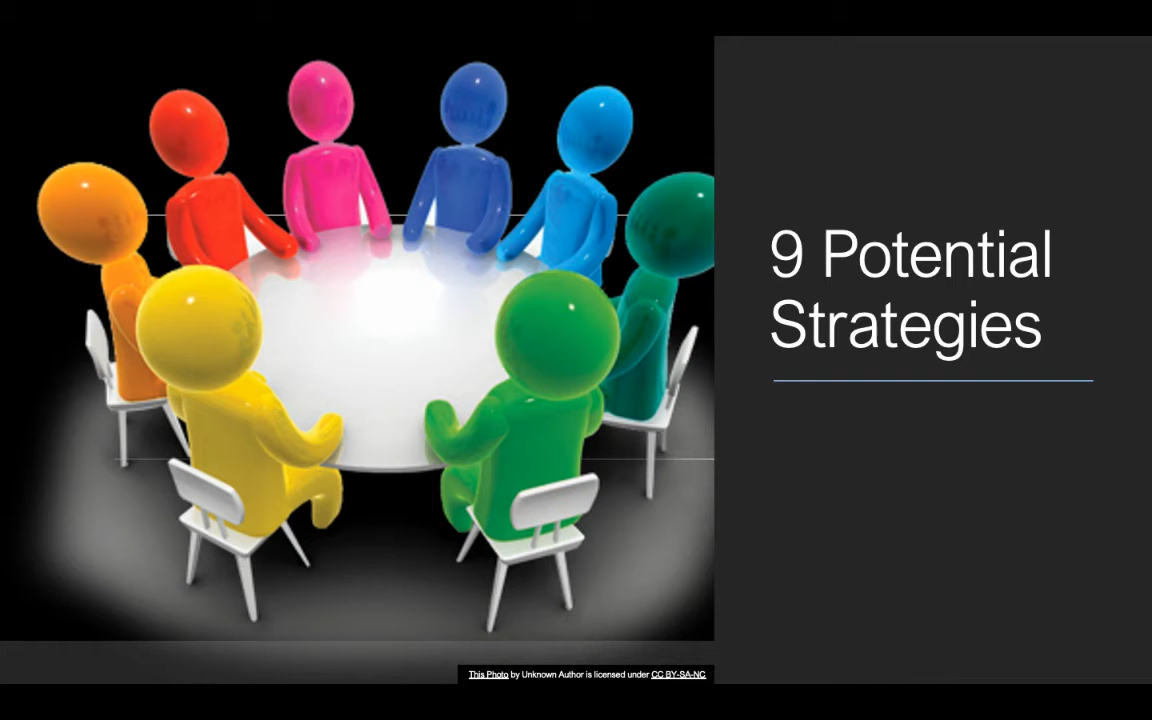 9 Potential
Strategies
This Photo by Unknown Author is licensed under CC BY-SA-NC